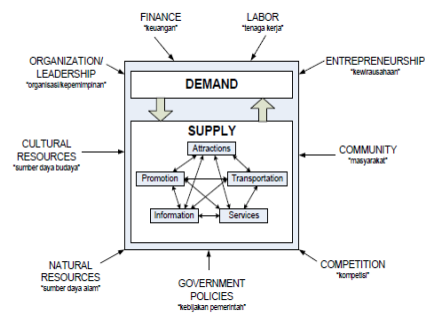 FINANCE
"keuangan"
LABOR
"tenaga kerja"
ORGANIZATION/
LEADERSHIP
"organisasi/kepemimpinan"
ENTREPRENEURSHIP
"kewirausahaan"
DEMAND
SUPPLY
Attractions
Promotion
Transportation
Information
Services
CULTURAL
RESOURCES
"sumber daya budaya"
COMMUNITY
"masyarakat"
NATURAL
RESOURCES
"sumber daya alam"
GOVERNMENT
POLICIES
"kebijakan pemerintah"
COMPETITION
"kompetisi"